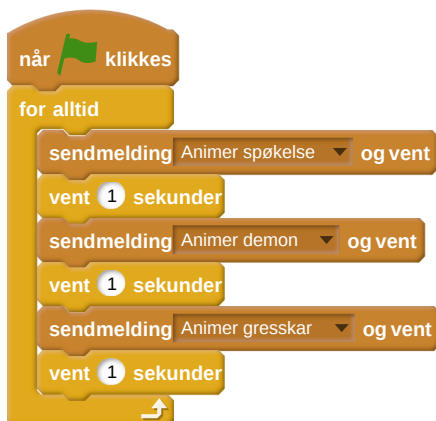 når klikkes
for alltid
sendmelding Animer spøkelse og vent
vent 1 sekunder
sendmelding Animer demon og vent
vent 1 sekunder
sendmelding Animer gresskar og vent
vent 1 sekunder